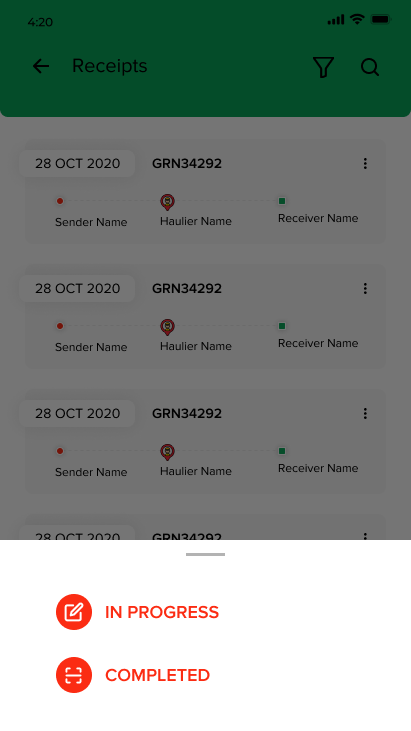 4:20
Receipts
28 OCT 2020 GRN34292
Sender Name Haulier Name Receiver Name
28 OCT 2020 GRN34292
Sender Name Haulier Name Receiver Name
28 OCT 2020 GRN34292
Sender Name Haulier Name Receiver Name
28 OCT 2020 GRN34292
IN PROGRESS
COMPLETED